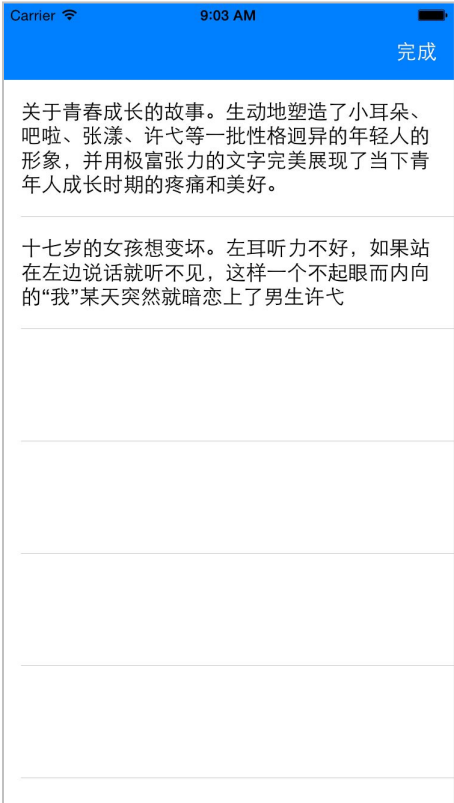 Carrier 9:03 AM
完成
关于青春成长的故事。生动地塑造了小耳朵、
吧啦、张漾、许弋等一批性格迥异的年轻人的
形象，并用极富张力的文字完美展现了当下青
年人成长时期的疼痛和美好。
十七岁的女孩想变坏。左耳听力不好，如果站
在左边说话就听不见，这样一个不起眼而内向
的“我”某天突然就暗恋上了男生许弋